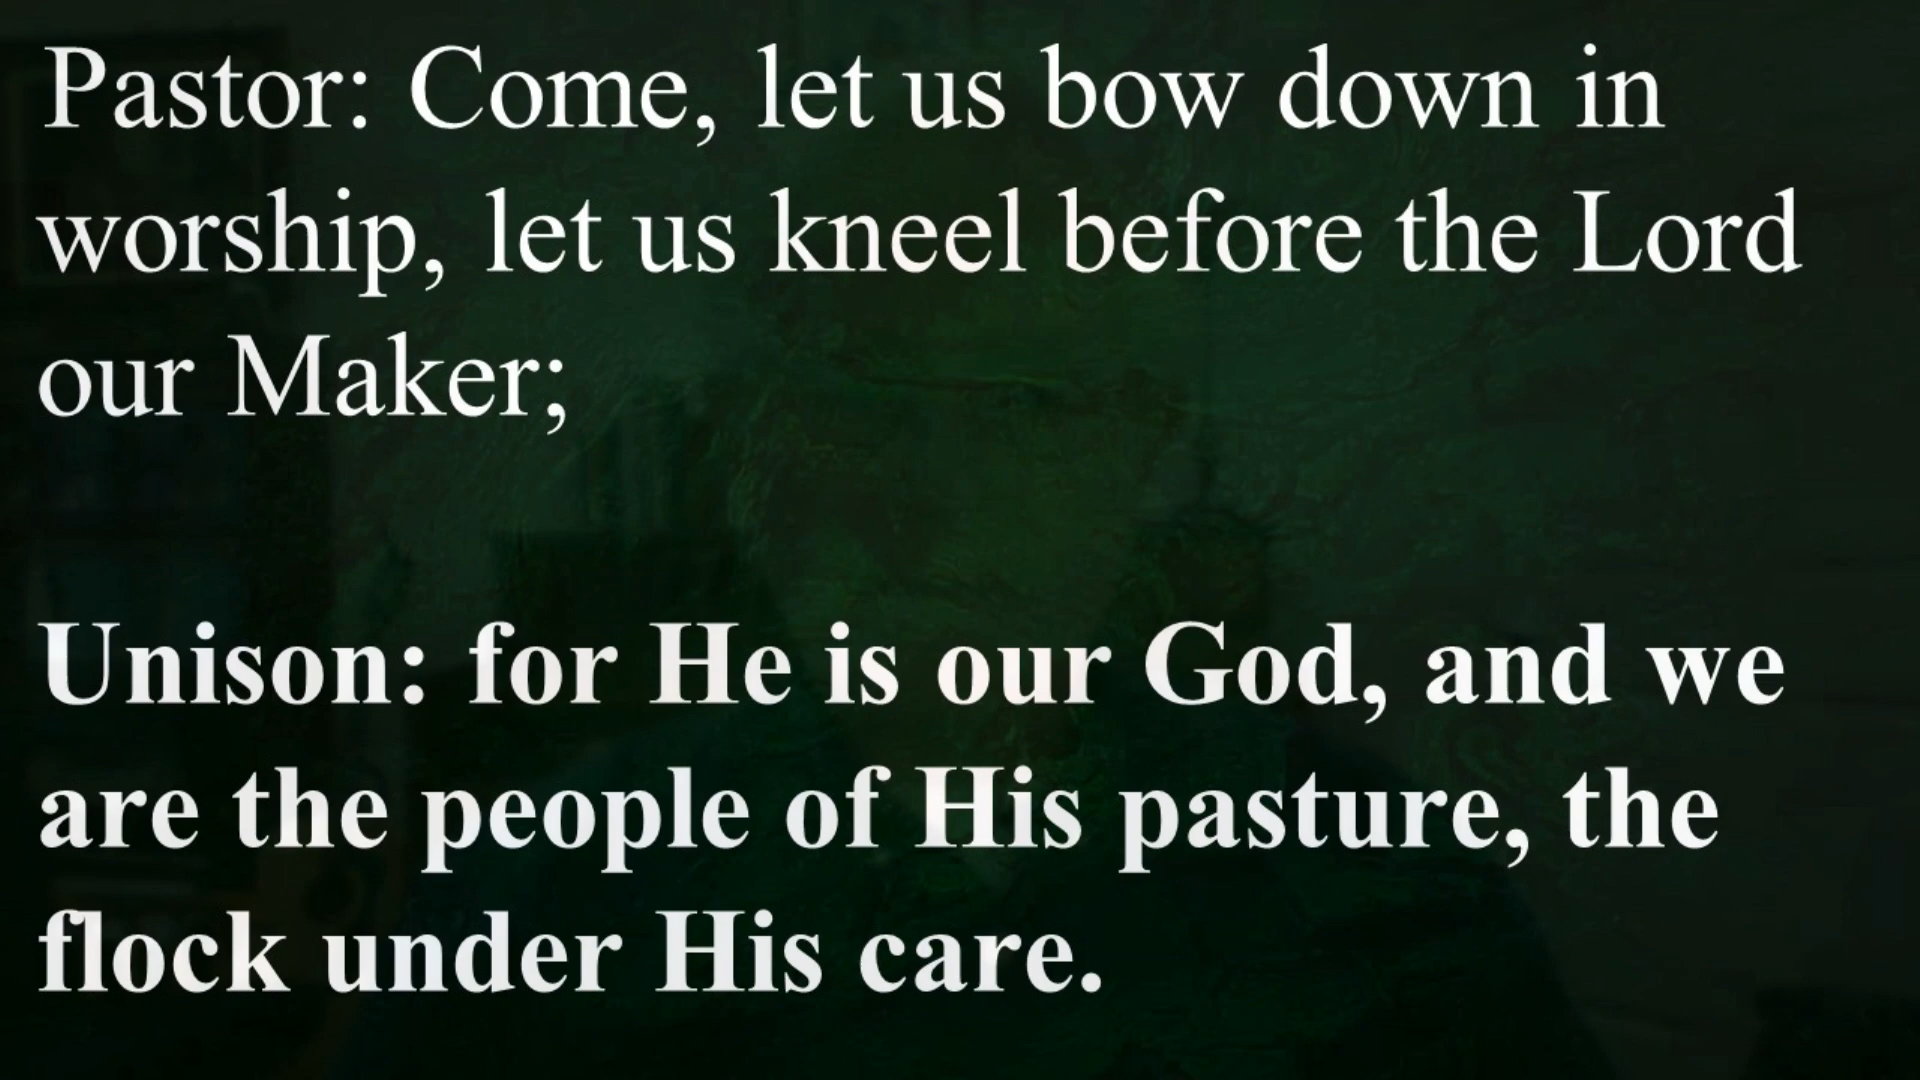 Pastor: Come, let us bow down in
worship, let us kneel before the Lord
our Maker;
Unison: for He is our God, and we
are the people of His pasture, the
flock under His care.